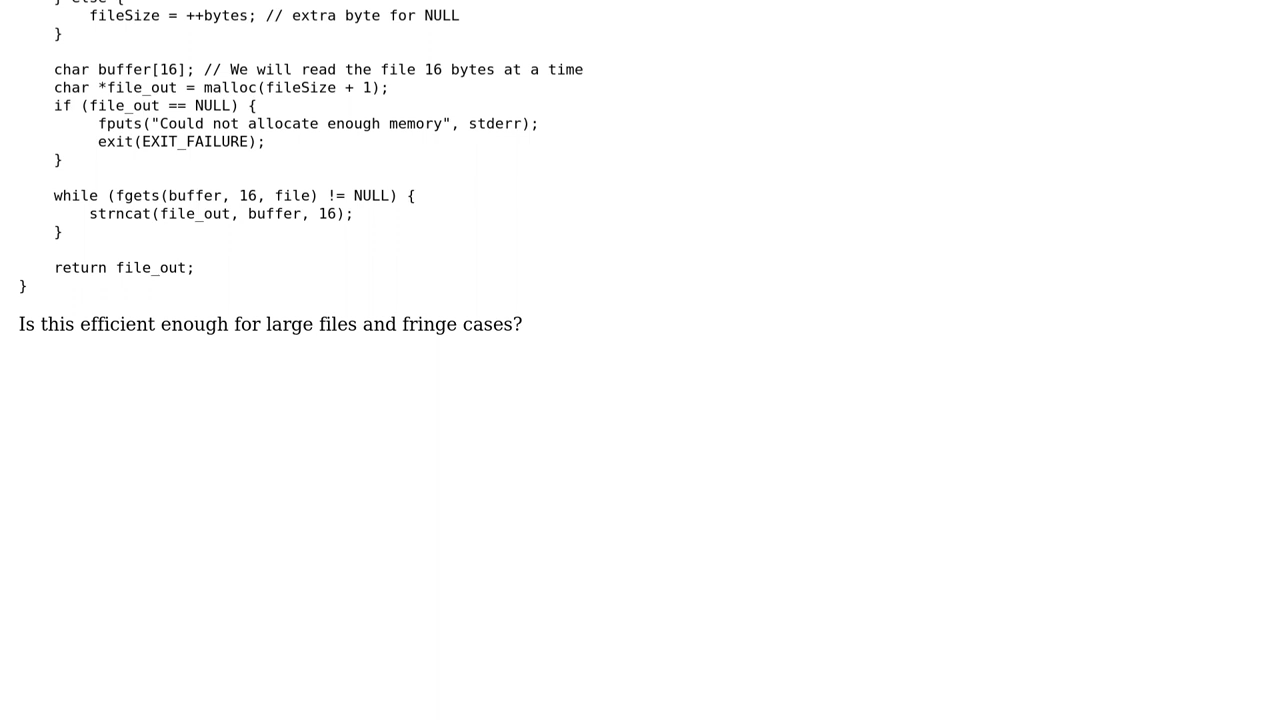 } else {
fileSize = ++bytes; // extra byte for NULL
}
char buffer[16]; // We will read the file 16 bytes at a time
char *file_out = malloc(fileSize + 1);
if (file_out == NULL) {
fputs("Could not allocate enough memory", stderr);
exit(EXIT_FAILURE);
}
while (fgets(buffer, 16, file) != NULL) {
strncat(file_out, buffer, 16);
}
return file_out;
}
Is this efficient enough for large files and fringe cases?